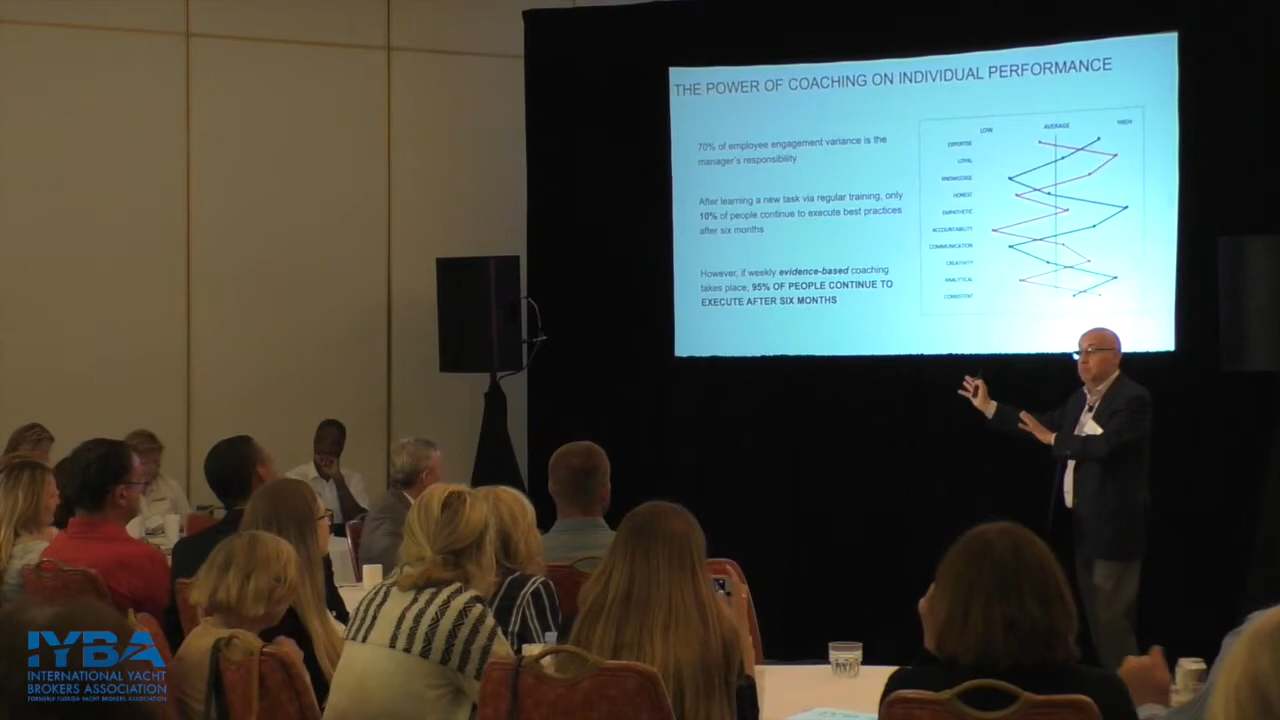 THE POWER OF COACHING ON INDIVIDUAL PERFORMANCE
70% of employee engagement variance is the
manager's responsibility
After learning a new task via regular training, only
10% of people continue to execute best practices
after six months
However, if weekly evidence-based coaching
takes place, 95% OF PEOPLE CONTINUE TO
EXECUTE AFTER SIX MONTHS
LOW AVERAGE HIGH
EXPERTISE
LOYAL
KNOWLEDGE
HONEST
EMPATHETIC
ACCOUNTABILITY
COMMUNICATION
CREATIVITY
ANALYTICAL
CONSISTENT
IYBA
INTERNATIONAL YACHT
BROKERS ASSOCIATION
FORMERLY FLORIDA YACHT BROKERS ASSOCIATION
IYBA